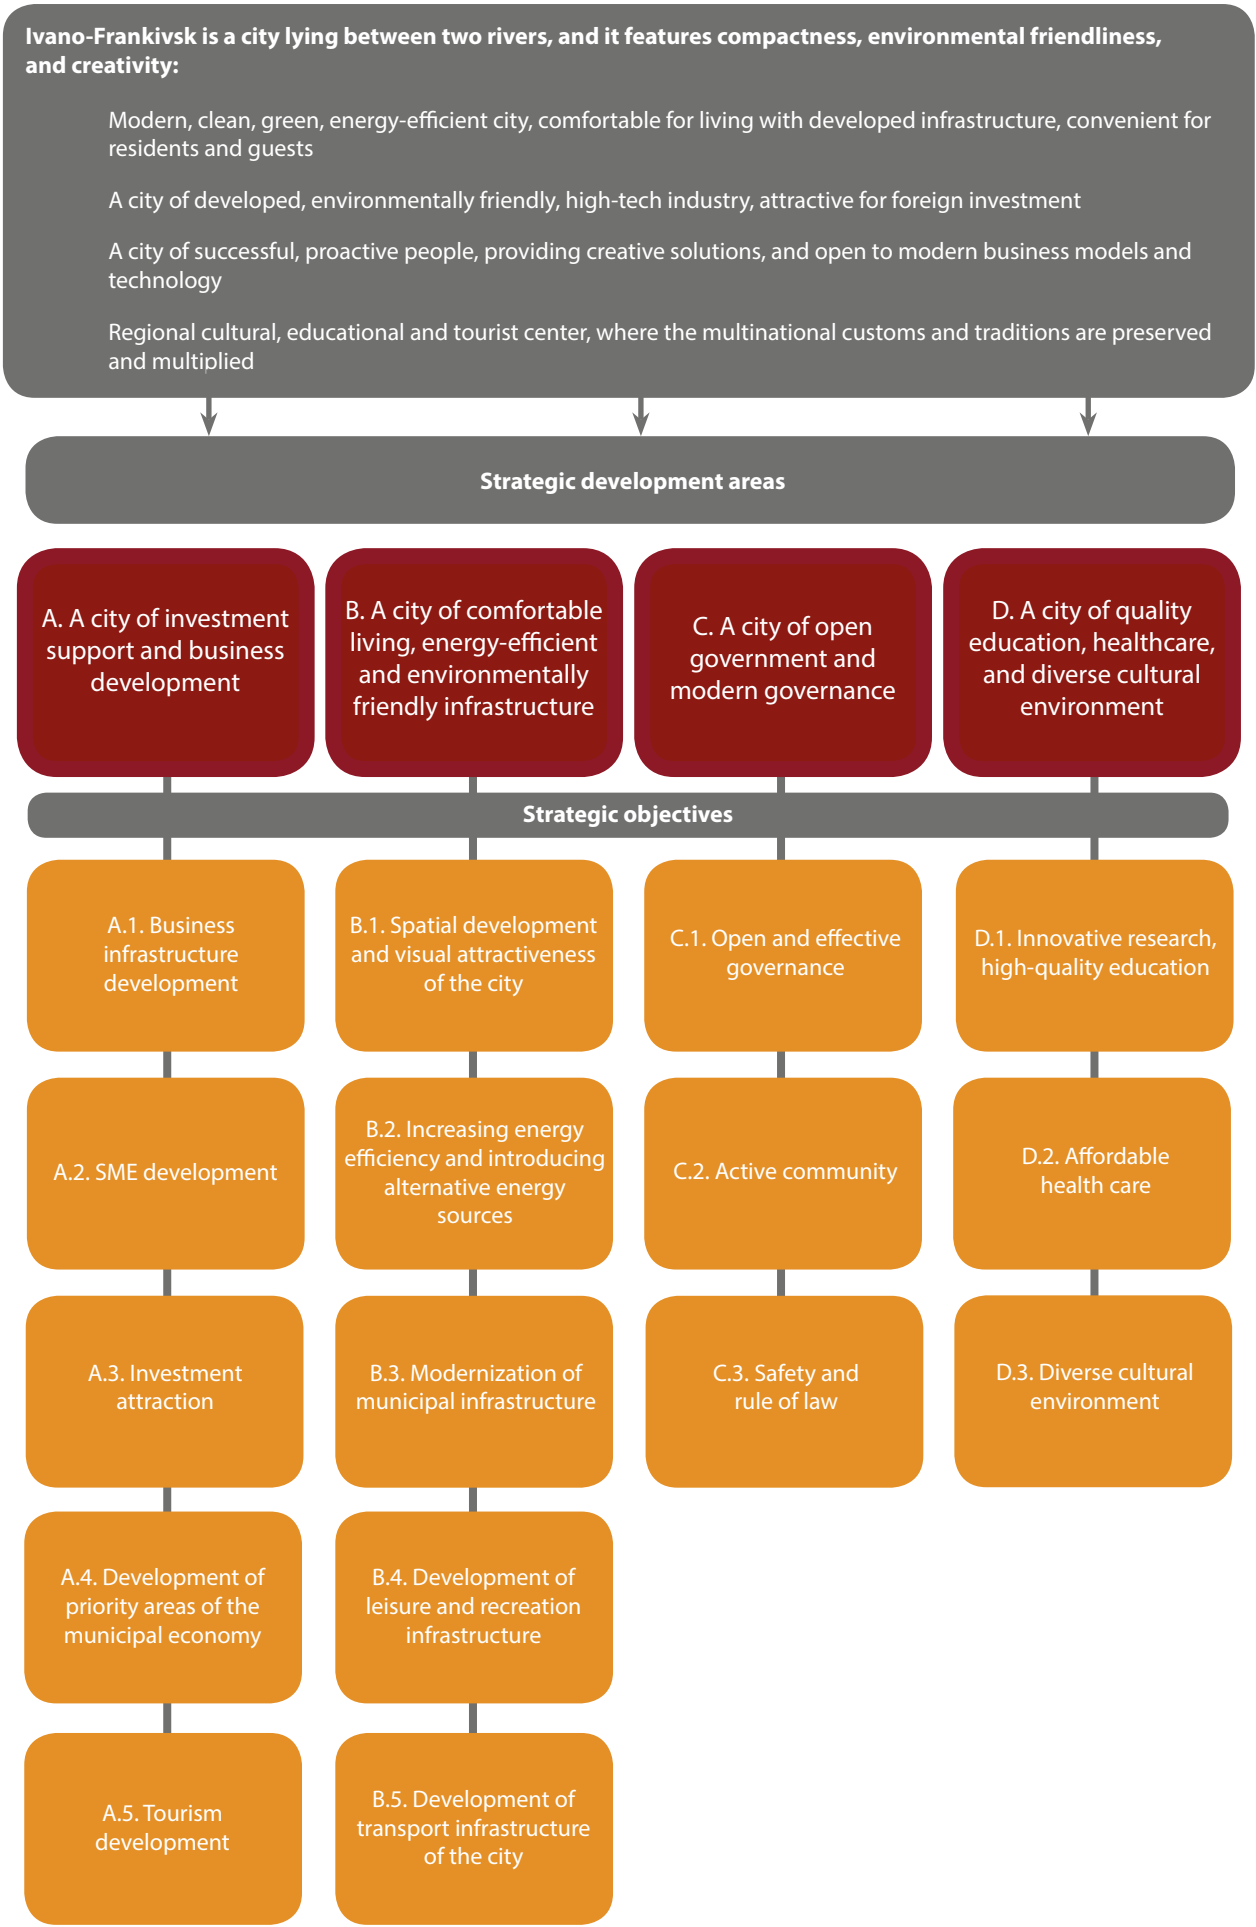 Ivano-Frankivsk is a city lying between two rivers, and it features compactness, environmental friendliness,
and creativity:
Modern, clean, green, energy-efficient city, comfortable for living with developed infrastructure, convenient for
residents and guests
A city of developed, environmentally friendly, high-tech industry, attractive for foreign investment
A city of successful, proactive people, providing creative solutions, and open to modern business models and
technology
Regional cultural, educational and tourist center, where the multinational customs and traditions are preserved
and multiplied
Strategic development areas
A. A city of investment
support and business
development
B. A city of comfortable
living, energy-efficient
and environmentally
friendly infrastructure
C. A city of open
government and
modern governance
D. A city of quality
education, healthcare,
and diverse cultural
environment
Strategic objectives
A.1. Business
infrastructure
development
B.1. Spatial development
and visual attractiveness
of the city
C.1. Open and effective
governance
D.1. Innovative research,
high-quality education
A.2. SME development
B.2. Increasing energy
efficiency and introducing
alternative energy
sources
C.2. Active community
D.2. Affordable
health care
A.3. Investment
attraction
B.3. Modernization of
municipal infrastructure
C.3. Safety and
rule of law
D.3. Diverse cultural
environment
A.4. Development of
priority areas of the
municipal economy
B.4. Development of
leisure and recreation
infrastructure
A.5. Tourism
development
B.5. Development of
transport infrastructure
of the city